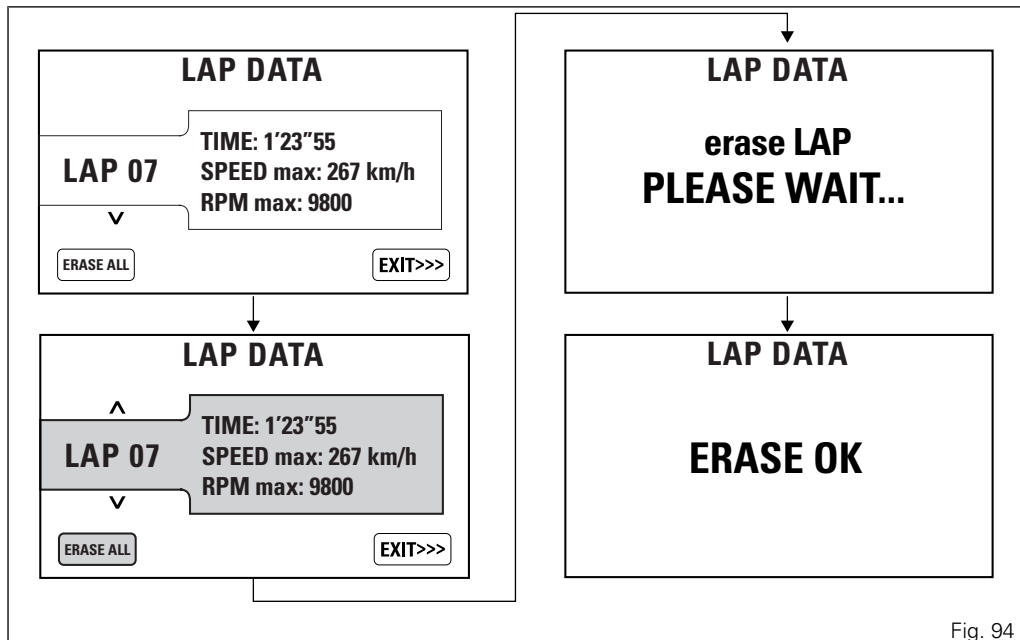 LAP DATA
LAP 07
TIME: 1'23"55
SPEED max: 267 km/h
RPM max: 9800
v
ERASE ALL
EXIT>>>
LAP DATA
^
LAP 07
TIME: 1'23"55
SPEED max: 267 km/h
RPM max: 9800
v
ERASE ALL
EXIT>>>
LAP DATA
erase LAP
PLEASE WAIT...
LAP DATA
ERASE OK
Fig. 94